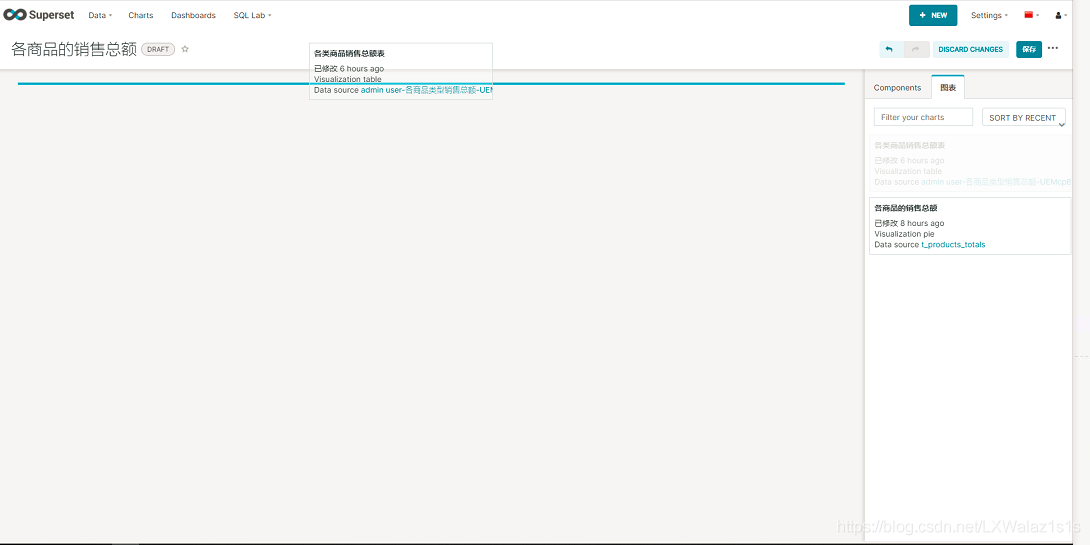 Superset Data Charts Dashboards SQL Lab + NEW Settings
各商品的销售总额 DRAFT DISCARD CHANGES 保存
各类商品销售总额表
已修改 6 hours ago
Visualization table
Data source admin user-各商品类型销售总额-UEM
Components 图表
Filter your charts SORT BY RECENT
各类商品销售总额表
已修改 6 hours ago
Visualization table
Data source admin user-各商品类型销售总额-UEMcpB
各商品的销售总额
已修改 8 hours ago
Visualization pie
Data source t_products_totals
https://blog.csdn.net/LXWalaz1s1s